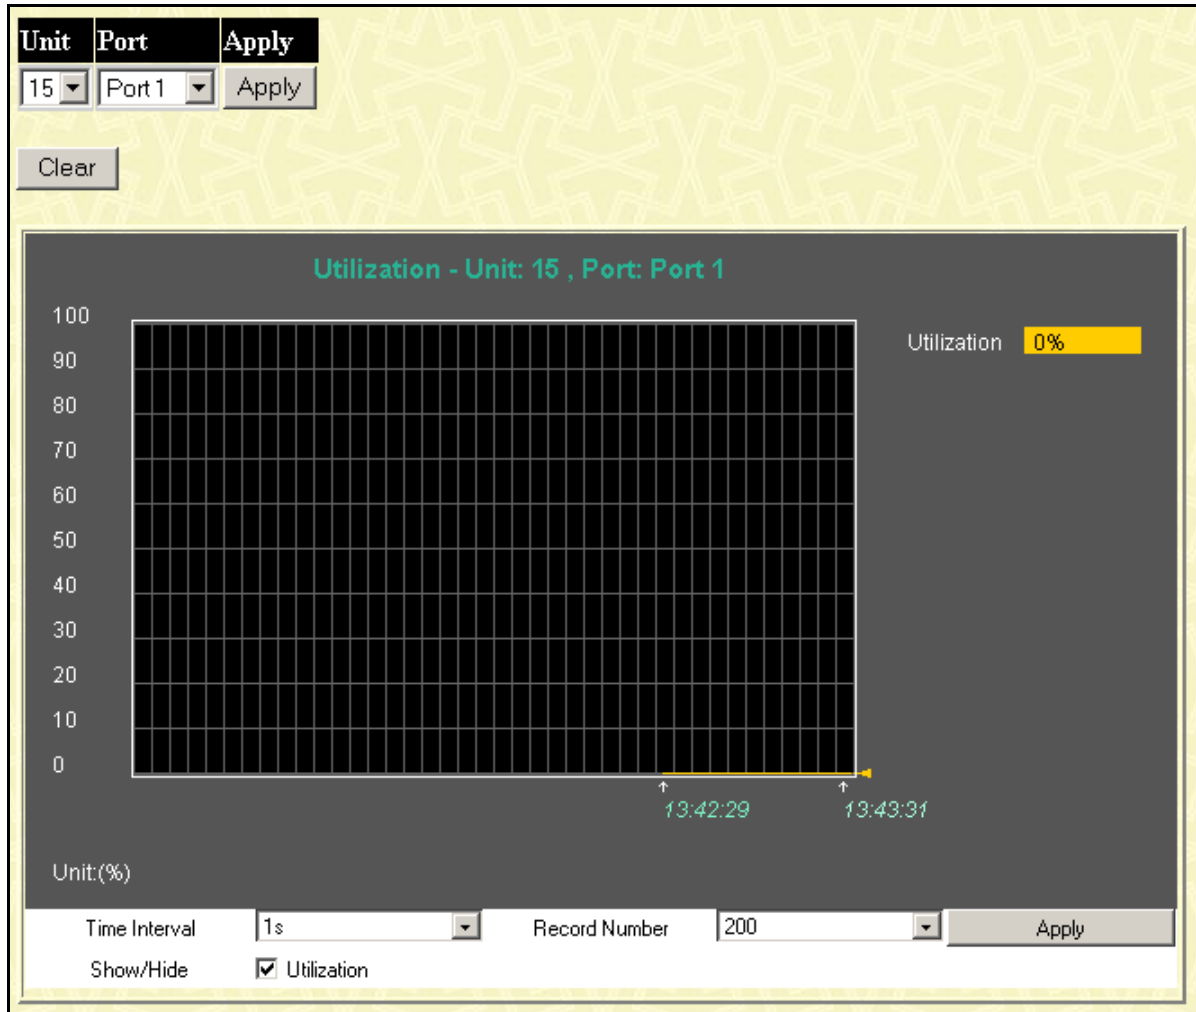 Unit Port Apply
15 Port 1 Apply
Clear
Utilization - Unit: 15 , Port: Port 1
100
90
80
70
60
50
40
30
20
10
0
Utilization 0%
13:42:29 13:43:31
Unit:(%)
Time Interval 1s Record Number 200 Apply
Show/Hide Utilization